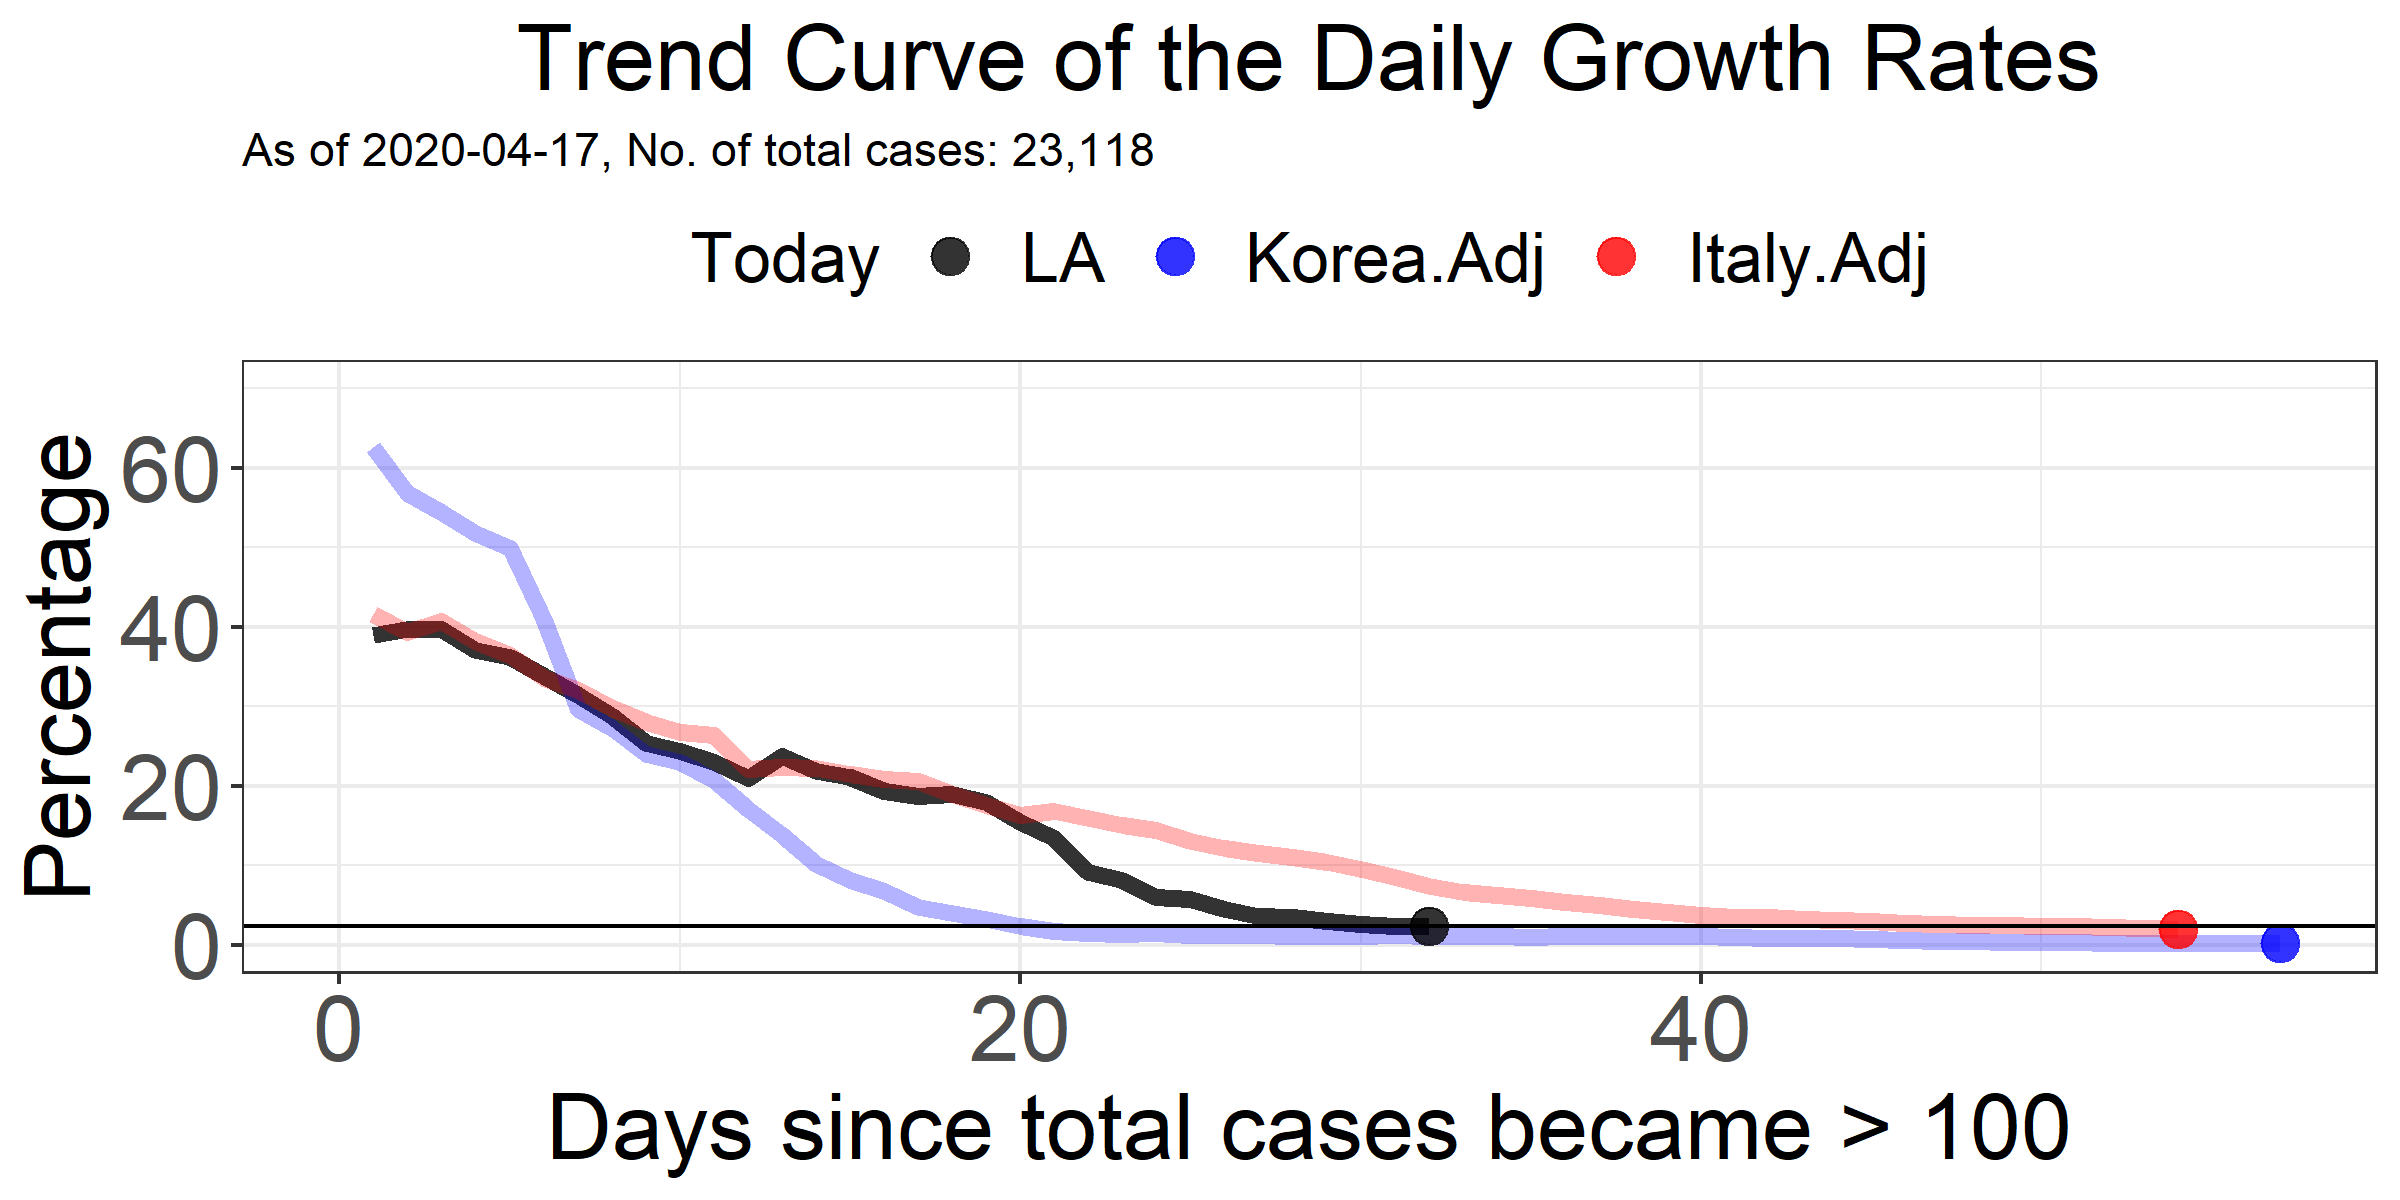 Trend Curve of the Daily Growth Rates
As of 2020-04-17, No. of total cases: 23,118
Today LA Korea.Adj Italy.Adj
Percentage
60
40
20
0
0 20 40
Days since total cases became > 100